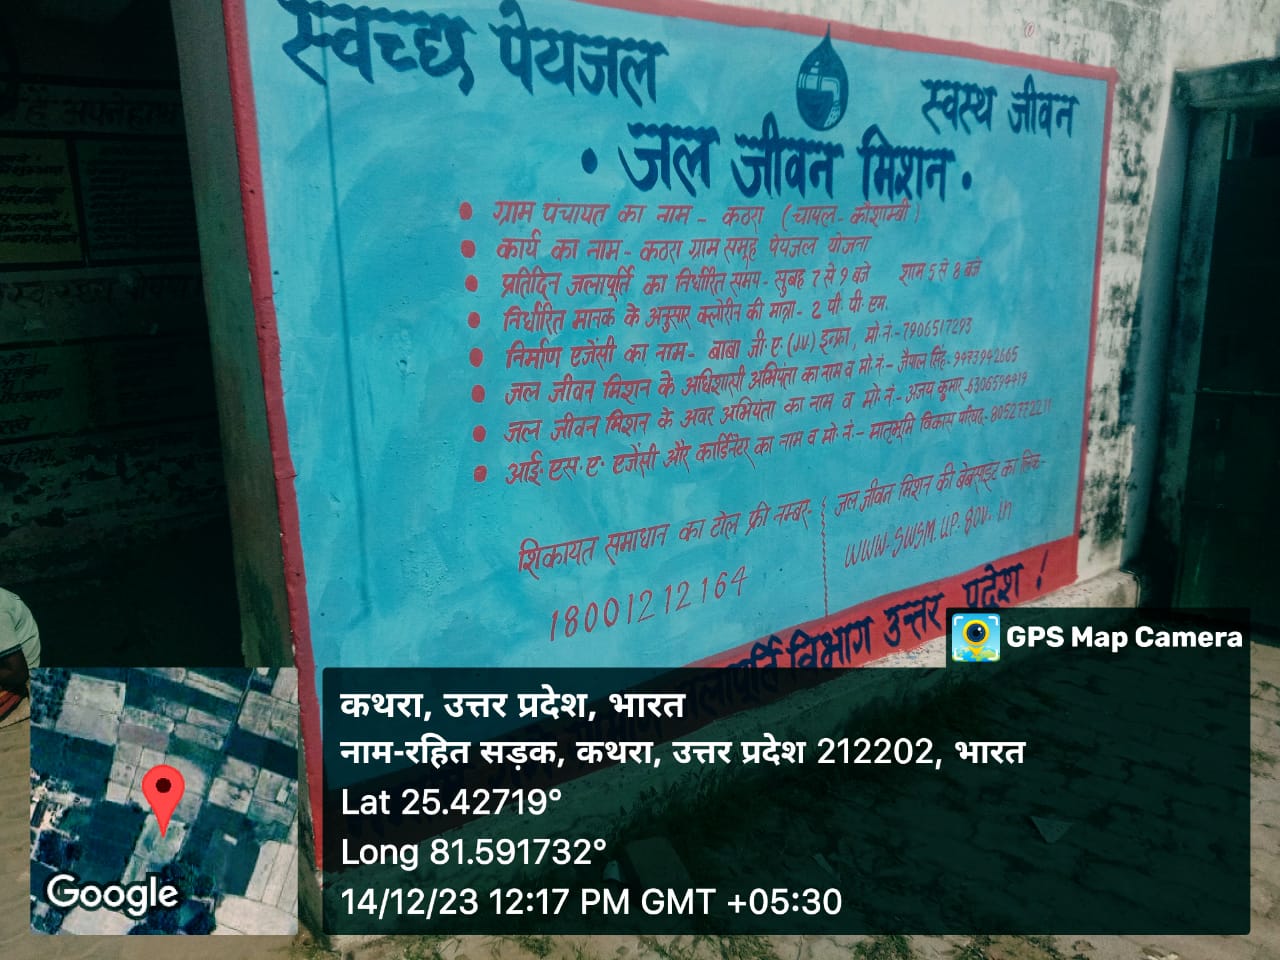 स्वच्छ पेयजल
स्वस्थ जीवन
• जल जीवन मिशन •
• ग्राम पंचायत का नाम - कठरा (चायल - कौशाम्बी)
• कार्य का नाम - कठरा ग्राम समूह पेयजल योजना
• प्रतिदिन जलापूर्ति का निर्धारित समय - सुबह 7 से 9 बजे शाम 5 से 8 बजे
• निर्धारित मानक के अनुसार क्लोरीन की मात्रा - 2 पी. पी. एम.
• निर्माण एजेंसी का नाम - बाबा जी. ए. (J.V.) इन्फ्रा, मो. नं. - 7906517293
• जल जीवन मिशन के अधिशासी अभियंता का नाम व मो. नं. - जैपाल सिंह - 9473942665
• जल जीवन मिशन के अवर अभियंता का नाम व मो. नं. - अजय कुमार - 6306594419
• आई. एस. ए. एजेंसी और कार्डिनेटर का नाम व मो. नं. - मातृभूमि विकास परिषद -
शिकायत समाधान का टोल फ्री नम्बर -
18001212164
जल जीवन मिशन की बेबसाइट का लिंक -
WWW.SWSM.UP.gov.in
जलापूर्ति विभाग उत्तर प्रदेश !
GPS Map Camera
कथरा, उत्तर प्रदेश, भारत
नाम-रहित सड़क, कथरा, उत्तर प्रदेश 212202, भारत
Lat 25.42719°
Long 81.591732°
14/12/23 12:17 PM GMT +05:30
Google